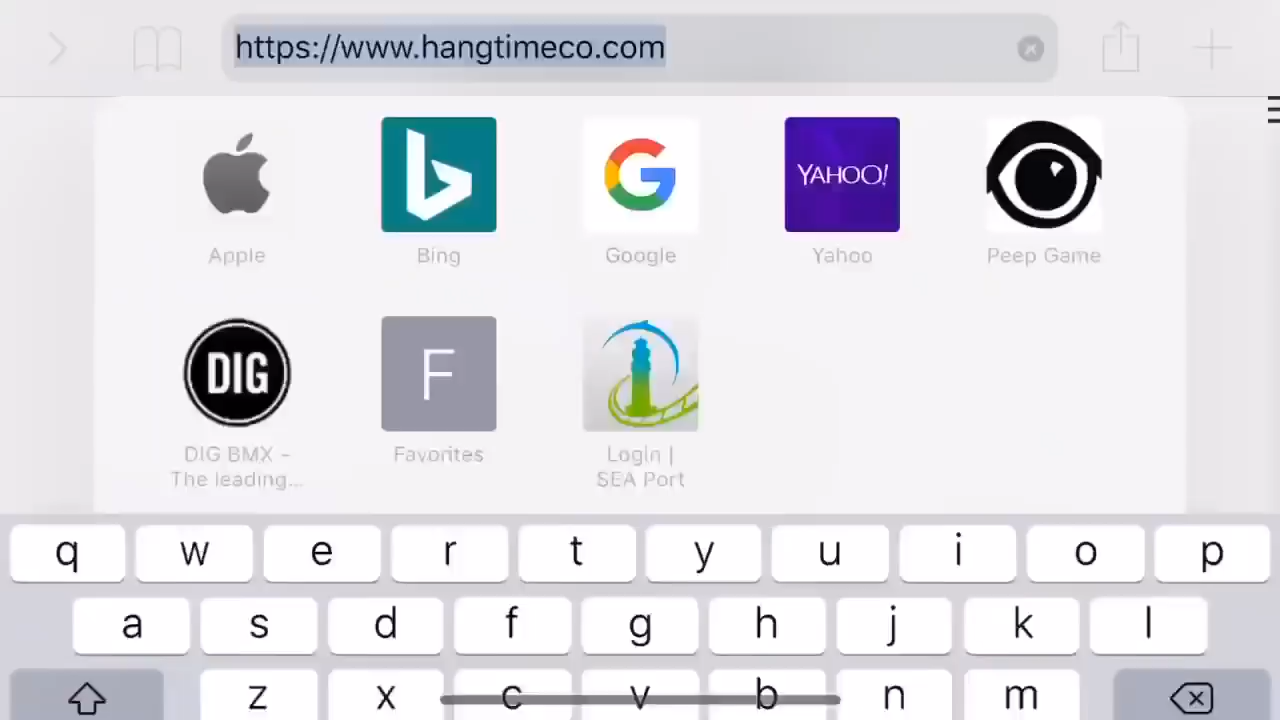 https://www.hangtimeco.com
YAHOO!
Apple
Bing
Google
Yahoo
Peep Game
DIG
F
DIG BMX -
The leading...
Favorites
Login |
SEA Port
q w e r t y u i o p
a s d f g h j k l
z x c v b n m